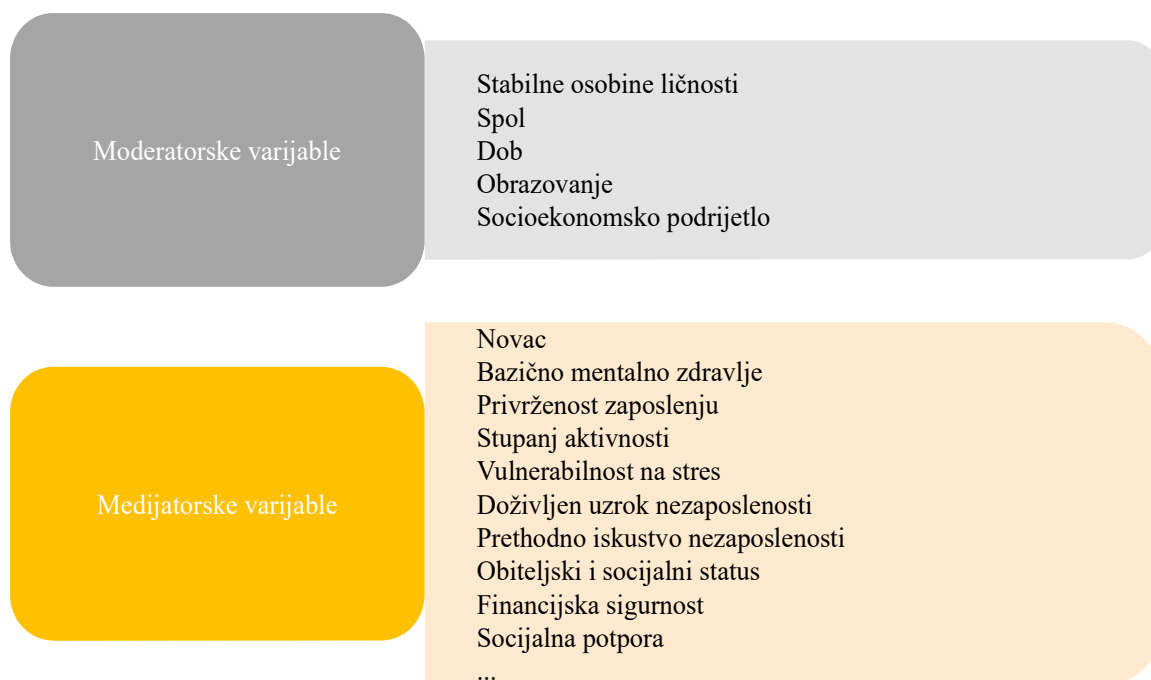 Moderatorske varijable
Stabilne osobine ličnosti
Spol
Dob
Obrazovanje
Socioekonomsko podrijetlo
Medijatorske varijable
Novac
Bazično mentalno zdravlje
Privrženost zaposlenju
Stupanj aktivnosti
Vulnerabilnost na stres
Doživljen uzrok nezaposlenosti
Prethodno iskustvo nezaposlenosti
Obiteljski i socijalni status
Financijska sigurnost
Socijalna potpora
...